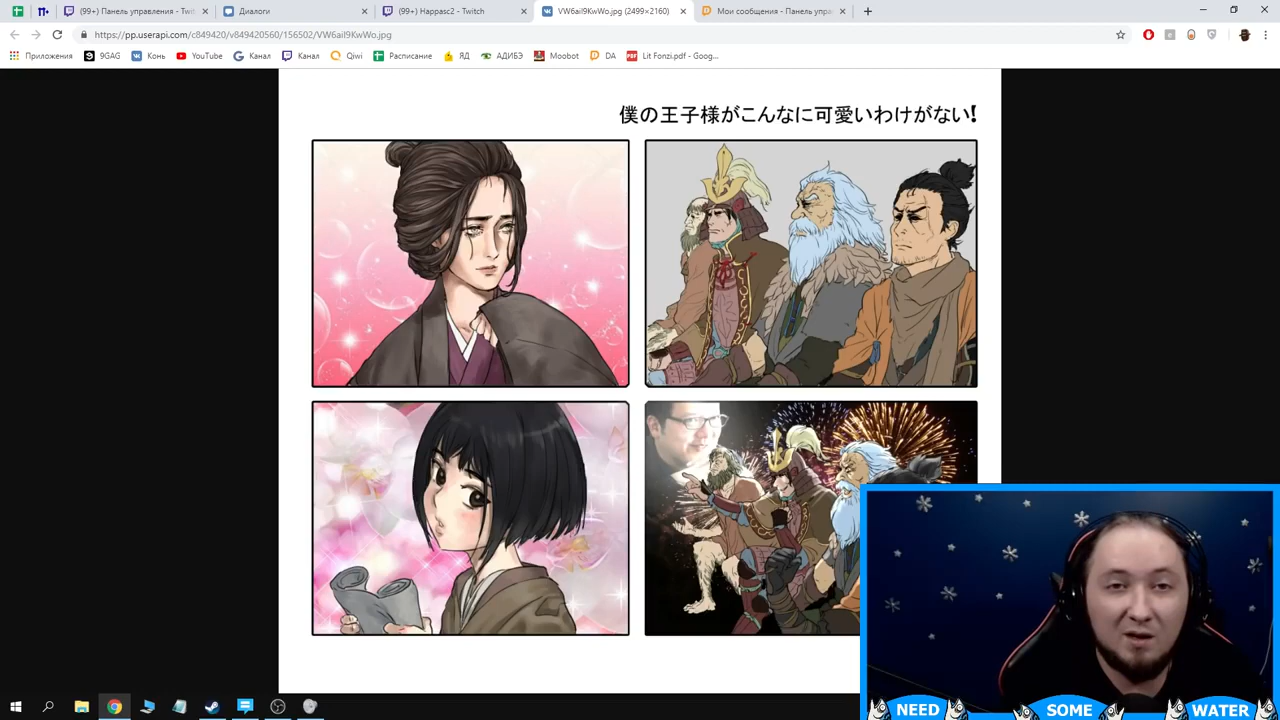 (99+) Панель управления - Twit
Диалоги
(99+) Happasc2 - Twitch
VW6ail9KwWo.jpg (2499×2160)
Мои сообщения - Панель упра
https://pp.userapi.com/c849420/v849420560/156502/VW6ail9KwWo.jpg
Приложения
9GAG
Конь
YouTube
Канал
Канал
Qiwi
Расписание
ЯД
АДИБЭ
Moobot
DA
Lit Fonzi.pdf - Goog...
僕の王子様がこんなに可愛いわけがない!
NEED SOME WATER